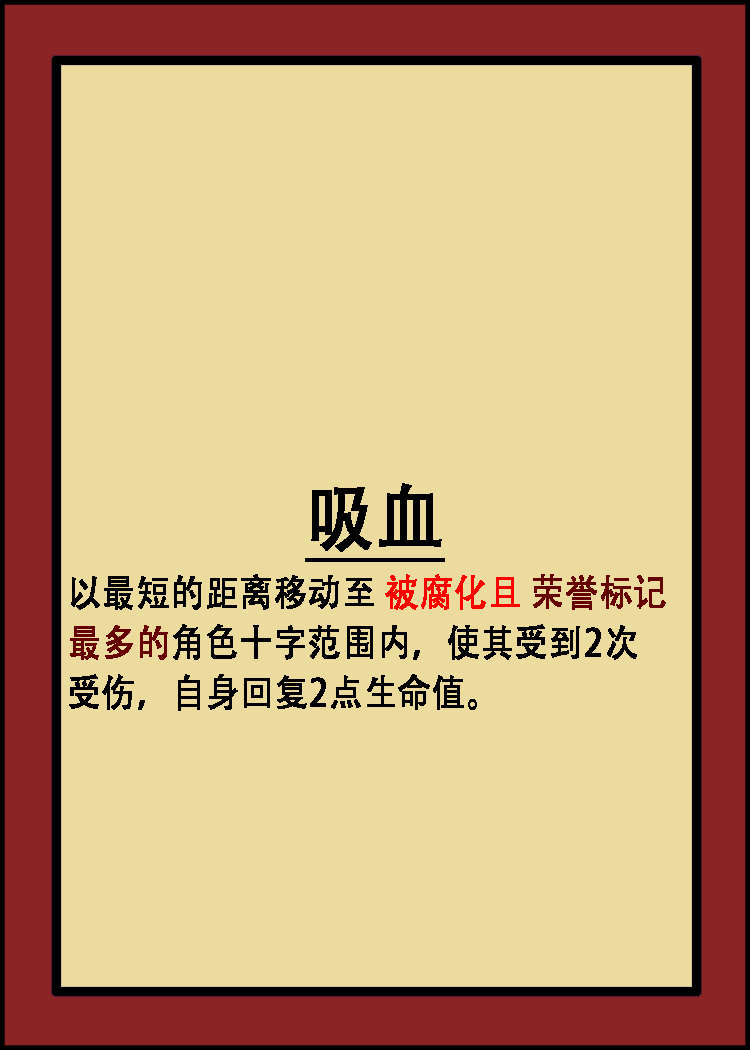 吸血
以最短的距离移动至 被腐化且 荣誉标记
最多的角色十字范围内，使其受到2次
受伤，自身回复2点生命值。